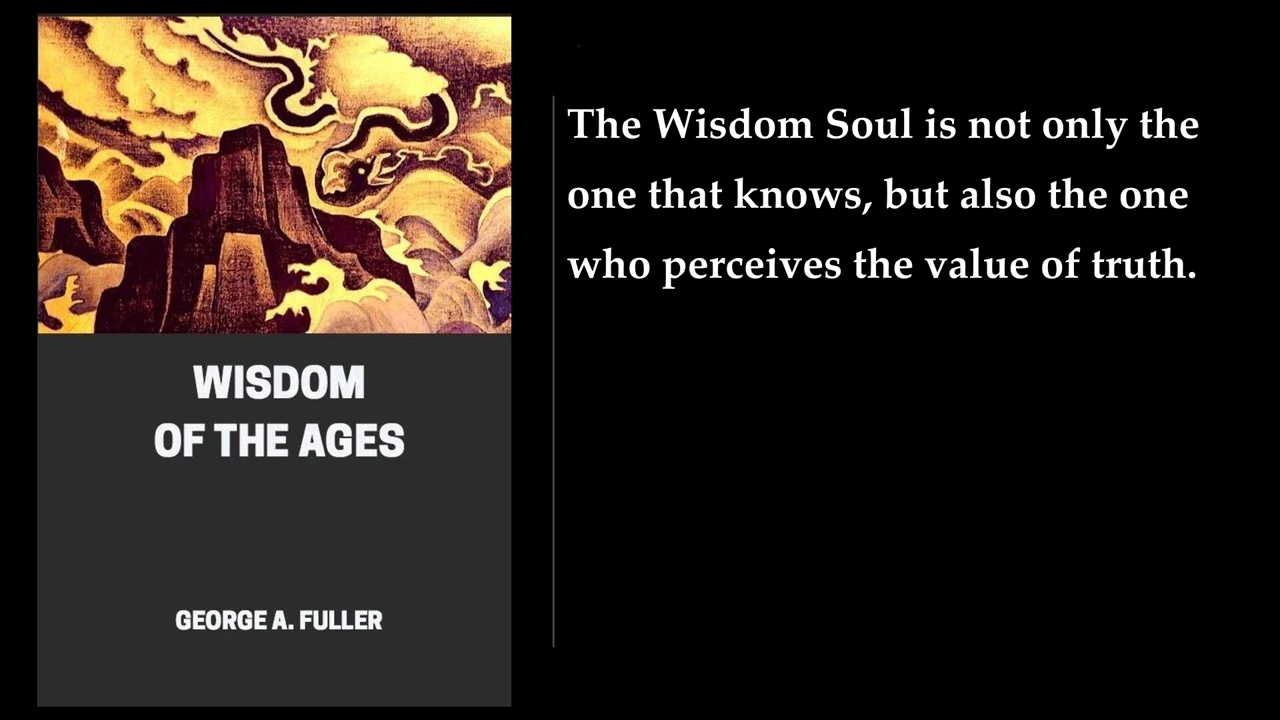 The Wisdom Soul is not only the
one that knows, but also the one
who perceives the value of truth.
WISDOM
OF THE AGES
GEORGE A. FULLER